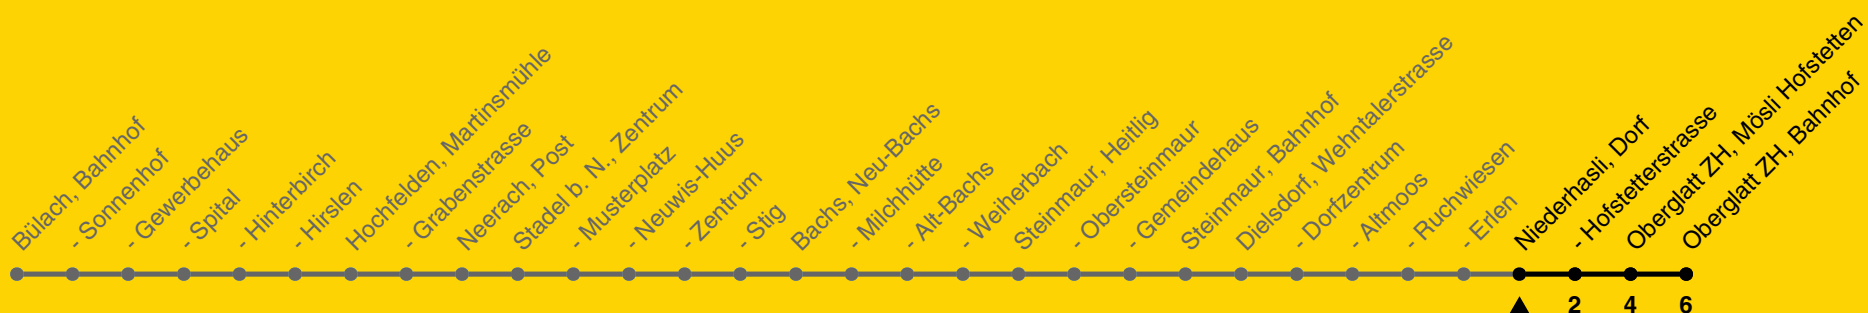 Bülach, Bahnhof
- Sonnenhof
- Gewerbehaus
- Spital
- Hinterbirch
- Hirslen
Hochfelden, Martinsmühle
- Grabenstrasse
Neerach, Post
Stadel b. N., Zentrum
- Musterplatz
- Neuwis-Huus
- Zentrum
- Stig
Bachs, Neu-Bachs
- Milchhütte
- Alt-Bachs
- Weiherbach
Steinmaur, Heitlig
- Obersteinmaur
- Gemeindehaus
Steinmaur, Bahnhof
Dielsdorf, Wehntalerstrasse
- Dorfzentrum
- Altmoos
- Ruchwiesen
- Erlen
Niederhasli, Dorf
- Hofstetterstrasse
Oberglatt ZH, Mösli Hofstetten
Oberglatt ZH, Bahnhof
2 4 6